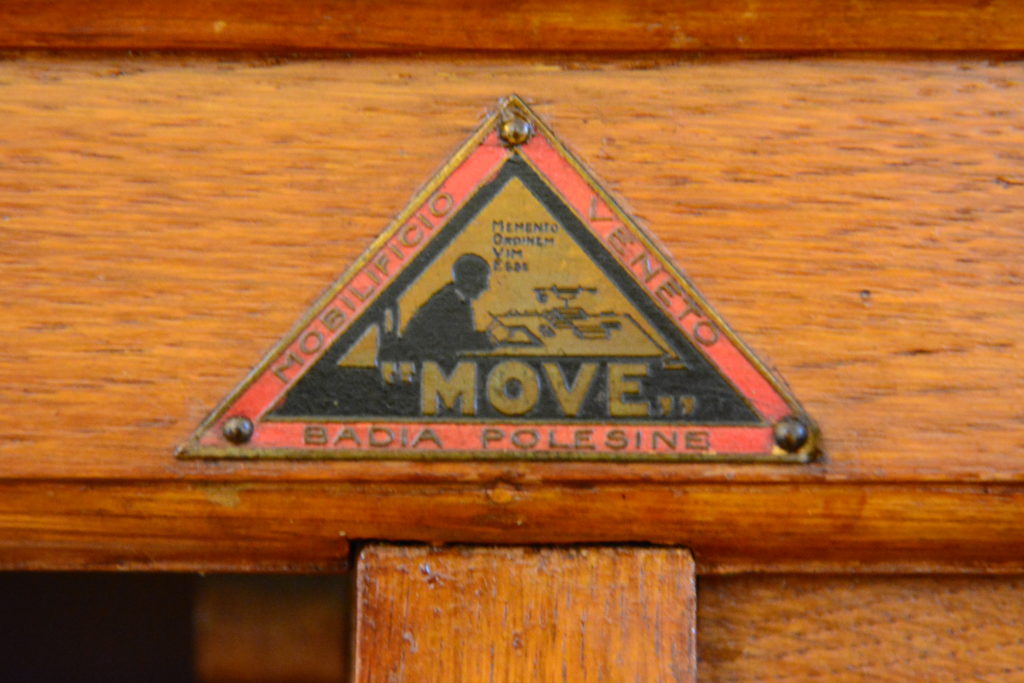 MOBILIFICIO VENETO
MEMENTO
ORDINEM
VIM
ESSE
"MOVE„
BADIA POLESINE